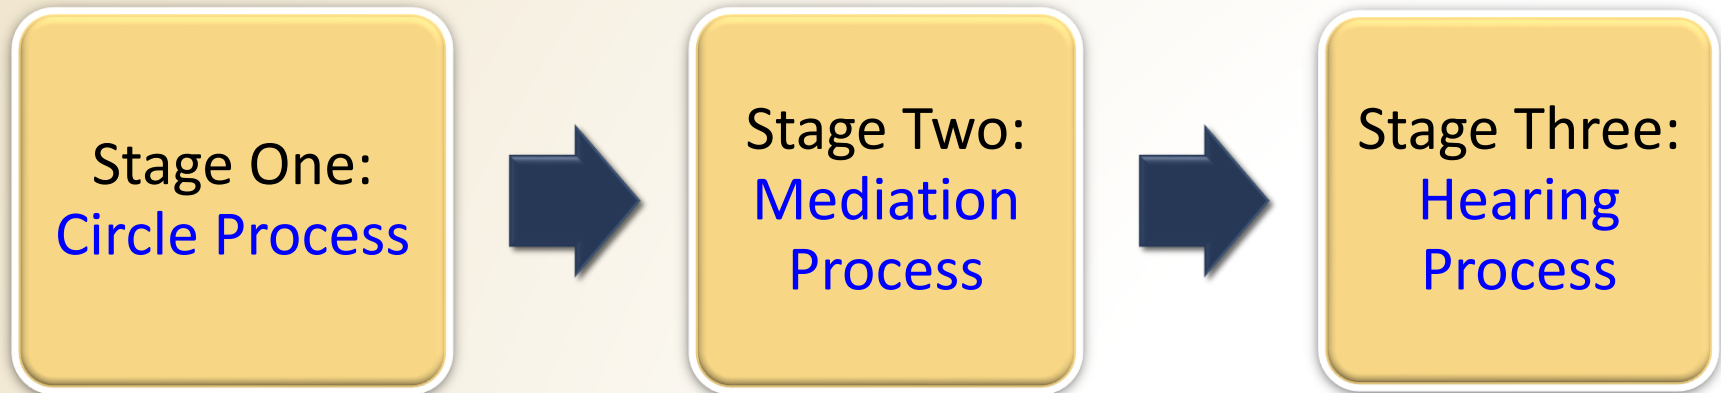 Stage One:
Circle Process
Stage Two:
Mediation
Process
Stage Three:
Hearing
Process